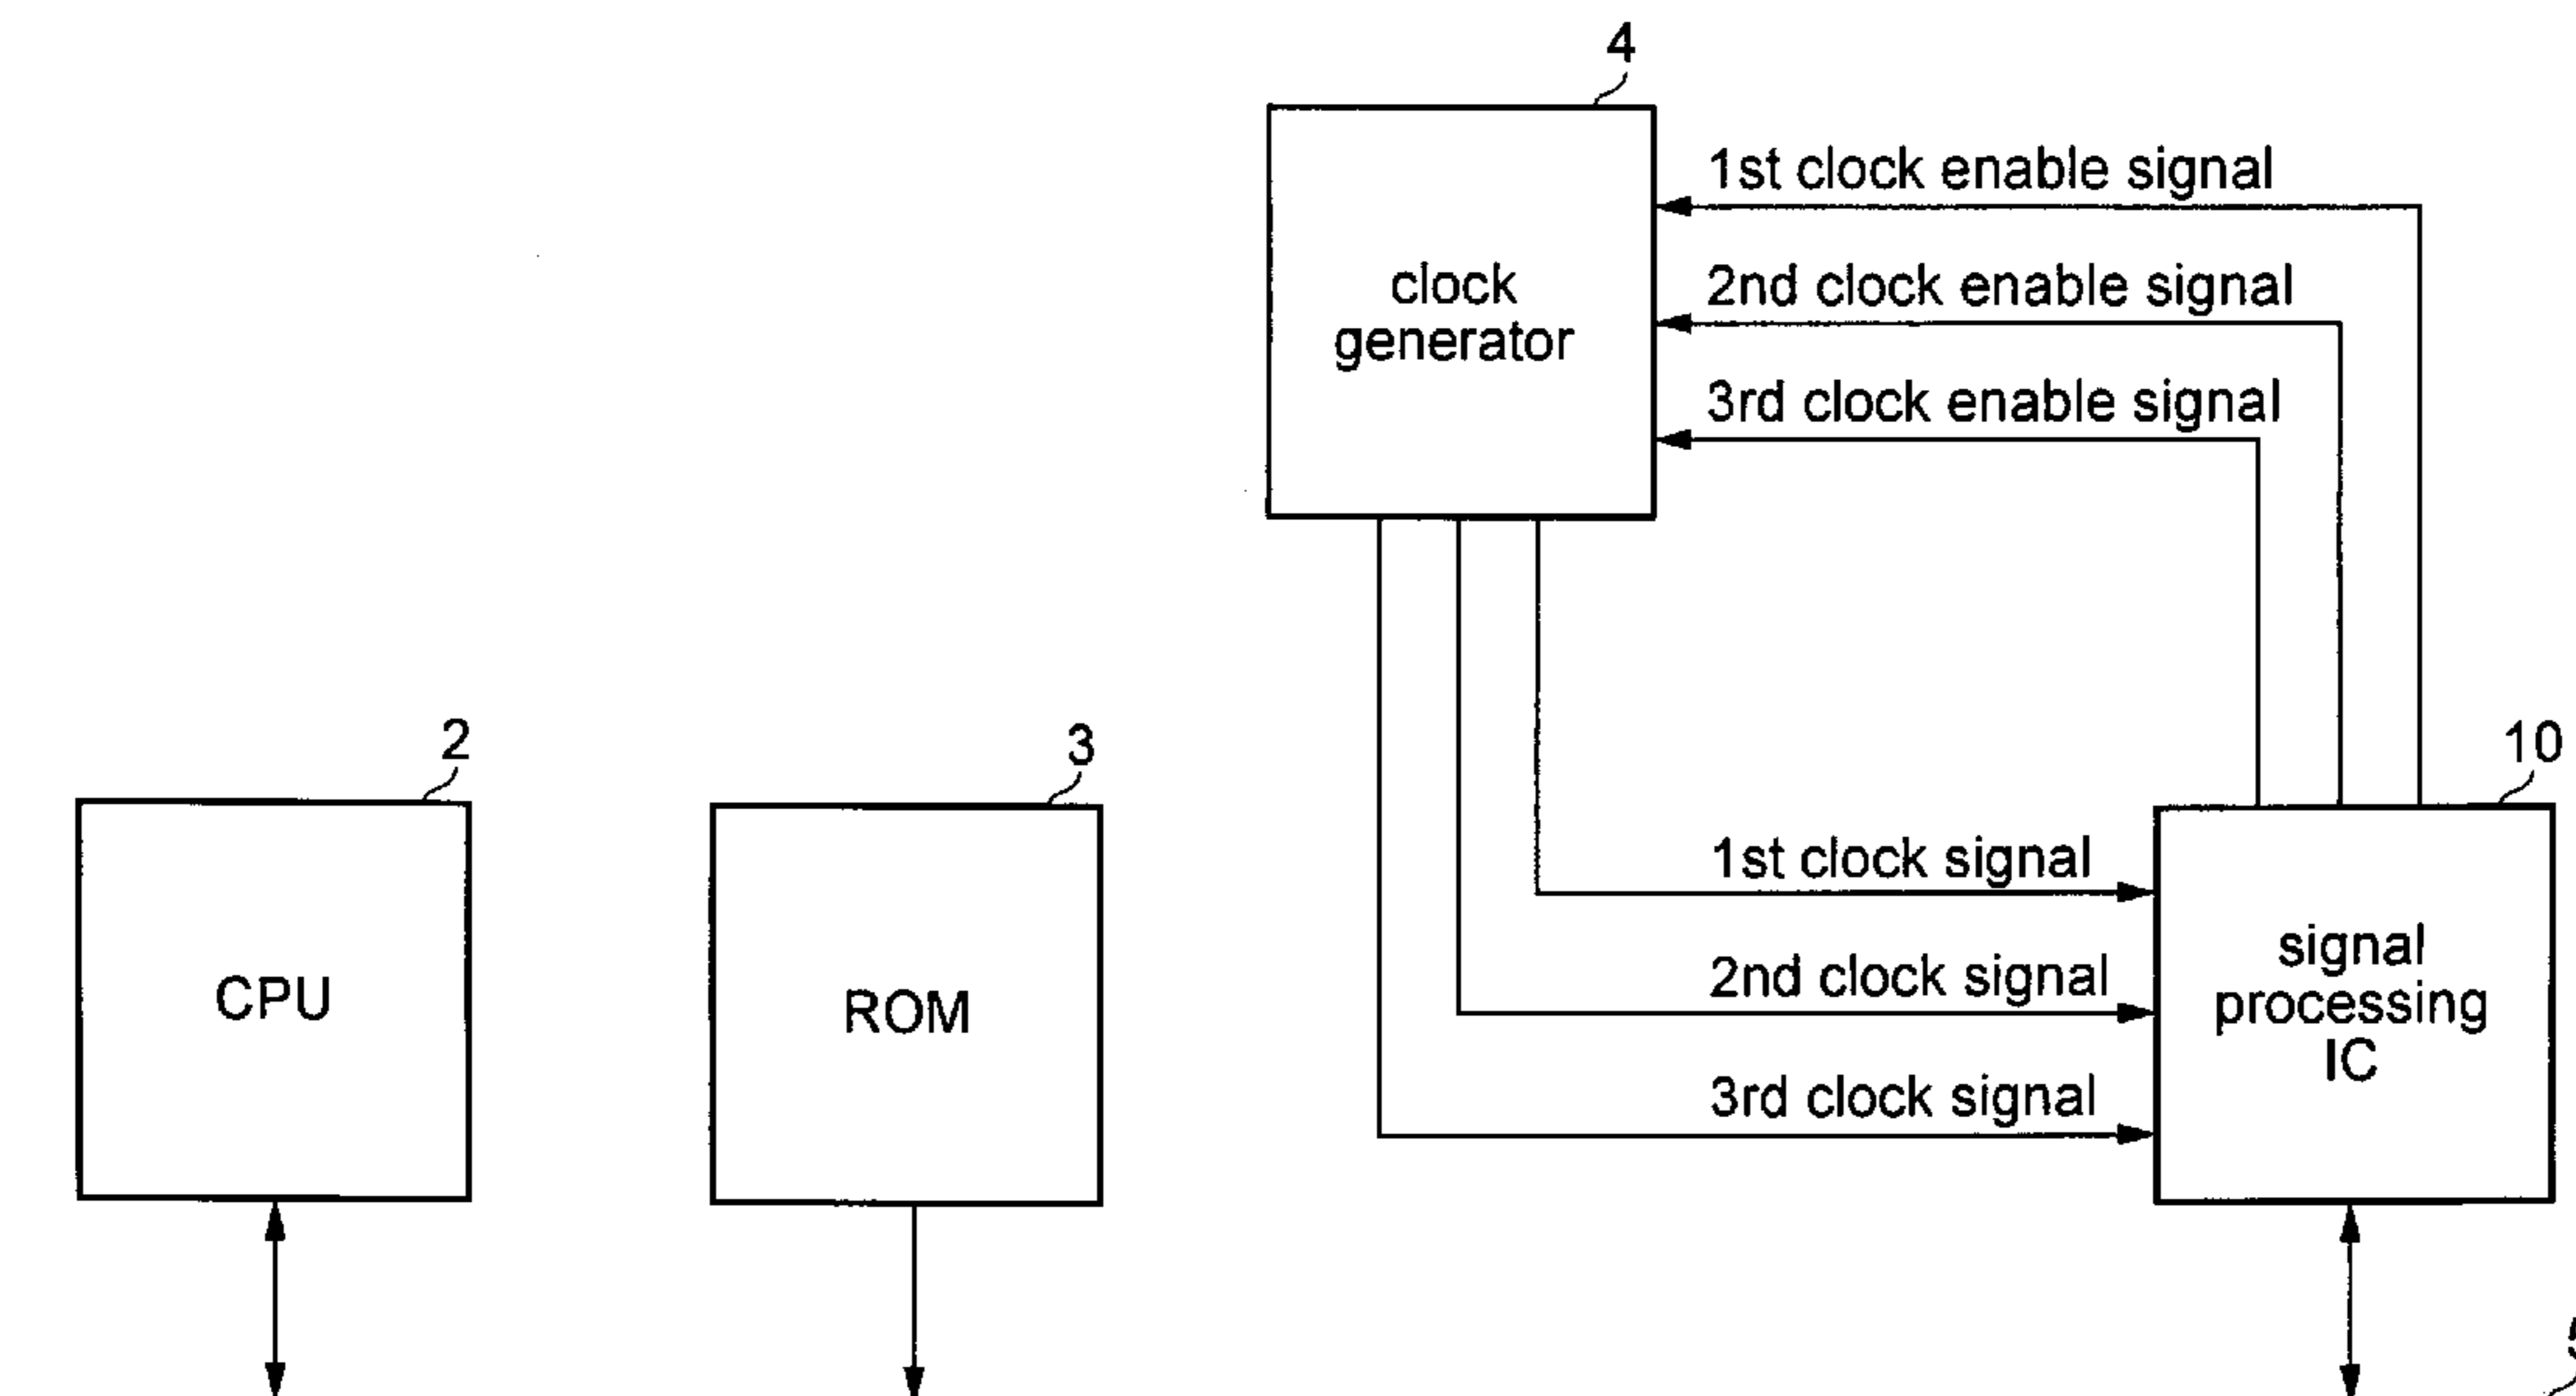 4
1st clock enable signal
2nd clock enable signal
3rd clock enable signal
clock
generator
2
3
10
1st clock signal
2nd clock signal
3rd clock signal
CPU
ROM
signal
processing
IC